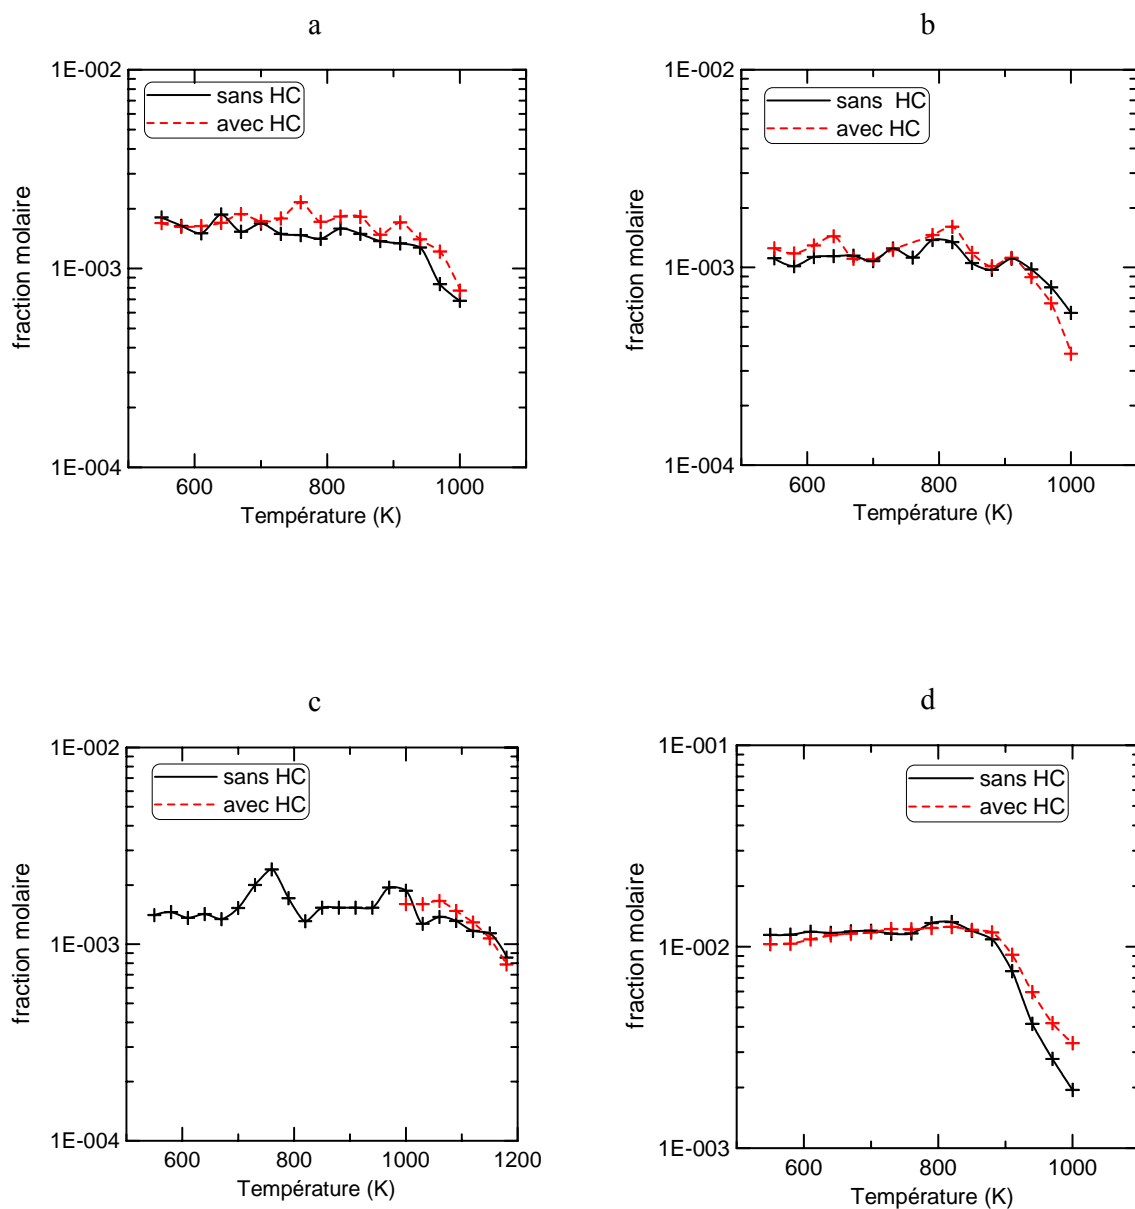 a
1E-002
sans HC
avec HC
fraction molaire
1E-003
1E-004
600
800
1000
Température (K)
b
1E-002
sans HC
avec HC
fraction molaire
1E-003
1E-004
600
800
1000
Température (K)
c
1E-002
sans HC
avec HC
fraction molaire
1E-003
1E-004
600
800
1000
1200
Température (K)
d
1E-001
sans HC
avec HC
fraction molaire
1E-002
1E-003
600
800
1000
Température (K)